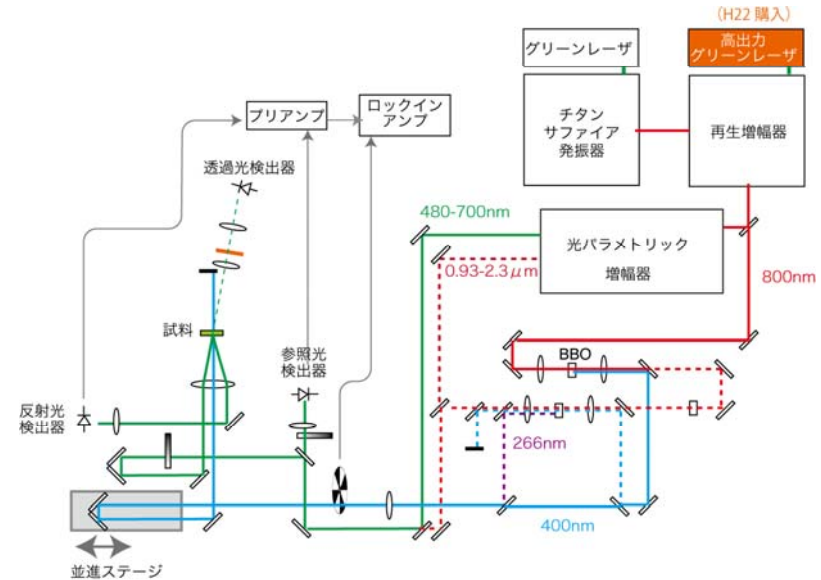 (H22 購入)
グリーンレーザ
高出力
グリーンレーザ
プリアンプ
ロックイン
アンプ
チタン
サファイア
発振器
再生増幅器
透過光検出器
480-700nm
光パラメトリック
増幅器
0.93-2.3μm
800nm
試料
参照光
検出器
BBO
反射光
検出器
266nm
400nm
並進ステージ